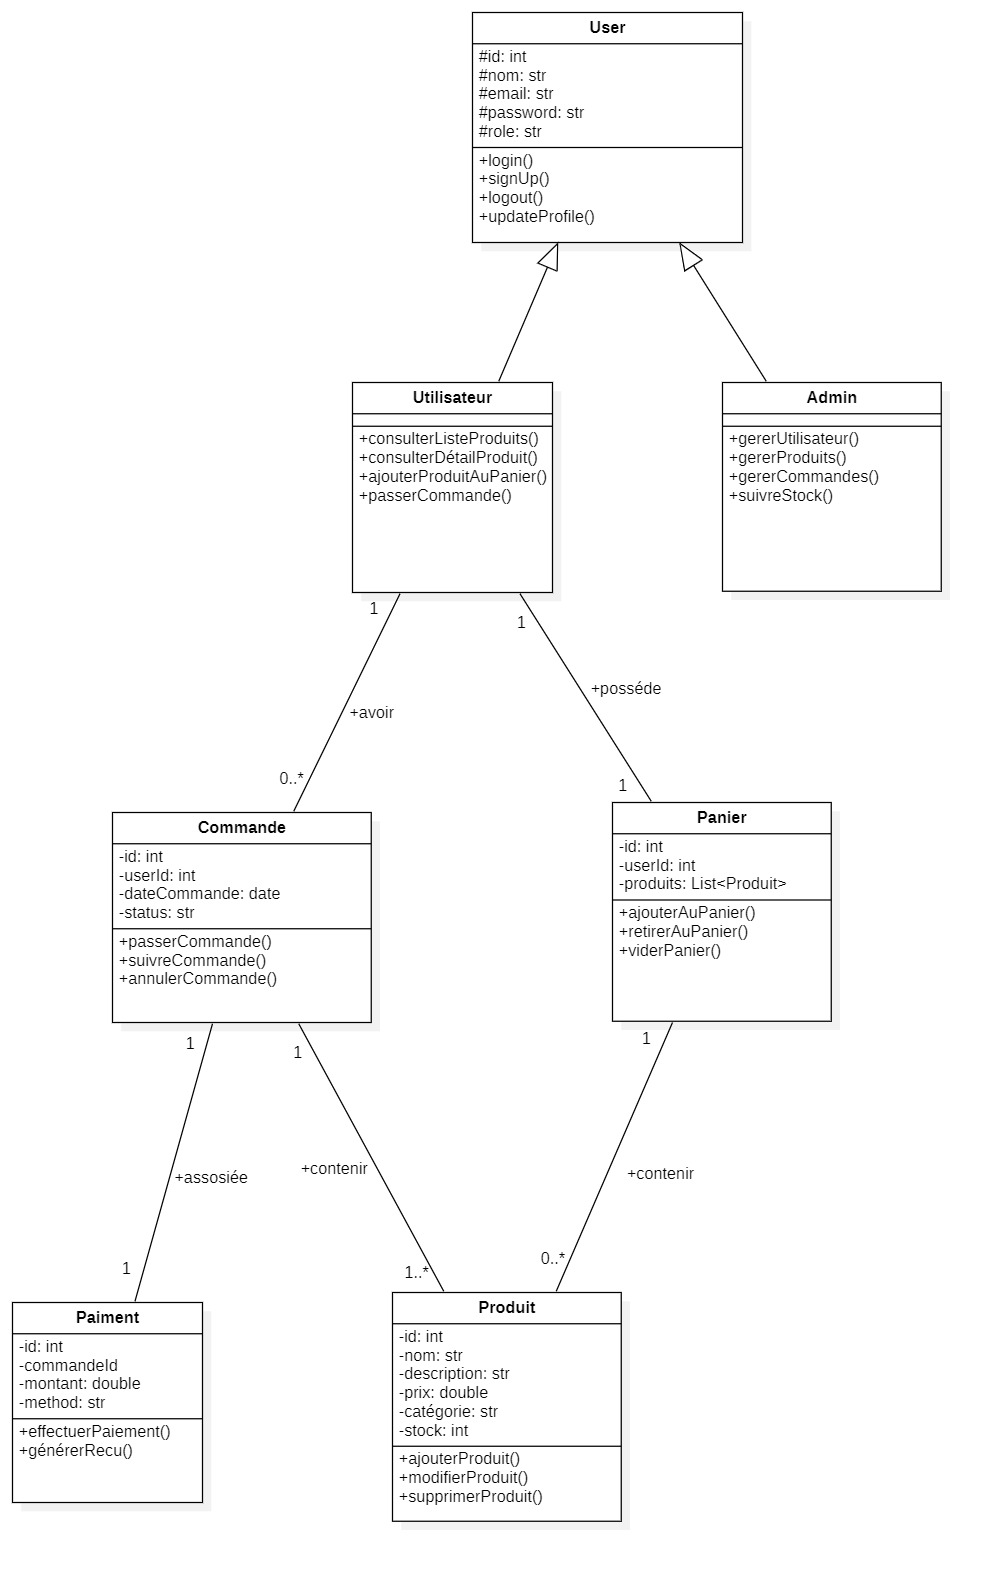 User
#id: int
#nom: str
#email: str
#password: str
#role: str
+login()
+signUp()
+logout()
+updateProfile()
Utilisateur
+consulterListeProduits()
+consulterDétailProduit()
+ajouterProduitAuPanier()
+passerCommande()
Admin
+gererUtilisateur()
+gererProduits()
+gererCommandes()
+suivreStock()
1
1
+posséde
+avoir
0..*
1
Commande
-id: int
-userId: int
-dateCommande: date
-status: str
+passerCommande()
+suivreCommande()
+annulerCommande()
Panier
-id: int
-userId: int
-produits: List<Produit>
+ajouterAuPanier()
+retirerAuPanier()
+viderPanier()
1
1
1
+assosiée
+contenir
+contenir
1
1..*
0..*
Paiment
-id: int
-commandeId
-montant: double
-method: str
+effectuerPaiement()
+générerRecu()
Produit
-id: int
-nom: str
-description: str
-prix: double
-catégorie: str
-stock: int
+ajouterProduit()
+modifierProduit()
+supprimerProduit()